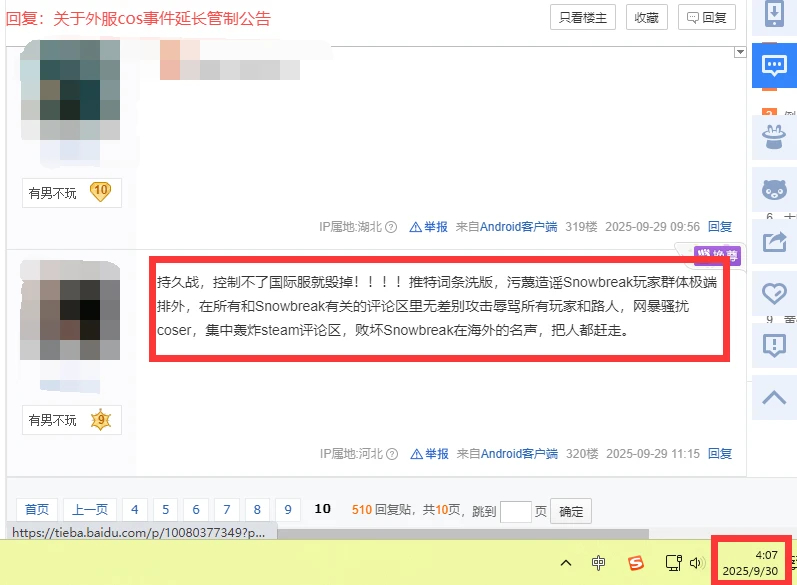 回复：关于外服cos事件延长管制公告
只看楼主
收藏
回复
有男不玩 10
IP属地:湖北 举报 来自Android客户端 319楼 2025-09-29 09:56 回复
持久战，控制不了国际服就毁掉！！！！推特词条洗版，污蔑造谣Snowbreak玩家群体极端
排外，在所有和Snowbreak有关的评论区里无差别攻击辱骂所有玩家和路人，网暴骚扰
coser，集中轰炸steam评论区，败坏Snowbreak在海外的名声，把人都赶走。
有男不玩 9
IP属地:河北 举报 来自Android客户端 320楼 2025-09-29 11:15 回复
首页 上一页 4 5 6 7 8 9 10 510回复贴，共10页，跳到 页 确定
https://tieba.baidu.com/p/10080377349?p...
中
4:07
2025/9/30